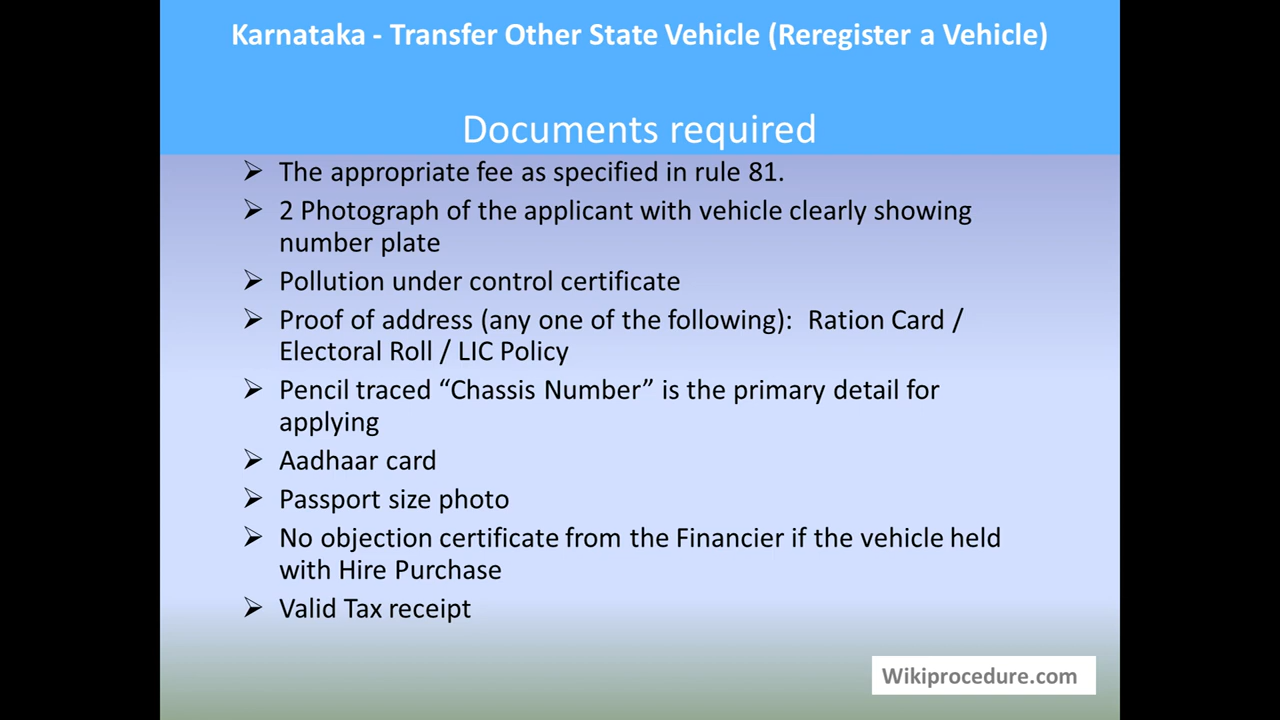 Karnataka - Transfer Other State Vehicle (Reregister a Vehicle)
Documents required
➢ The appropriate fee as specified in rule 81.
➢ 2 Photograph of the applicant with vehicle clearly showing
number plate
➢ Pollution under control certificate
➢ Proof of address (any one of the following):  Ration Card /
Electoral Roll / LIC Policy
➢ Pencil traced “Chassis Number” is the primary detail for
applying
➢ Aadhaar card
➢ Passport size photo
➢ No objection certificate from the Financier if the vehicle held
with Hire Purchase
➢ Valid Tax receipt
Wikiprocedure.com